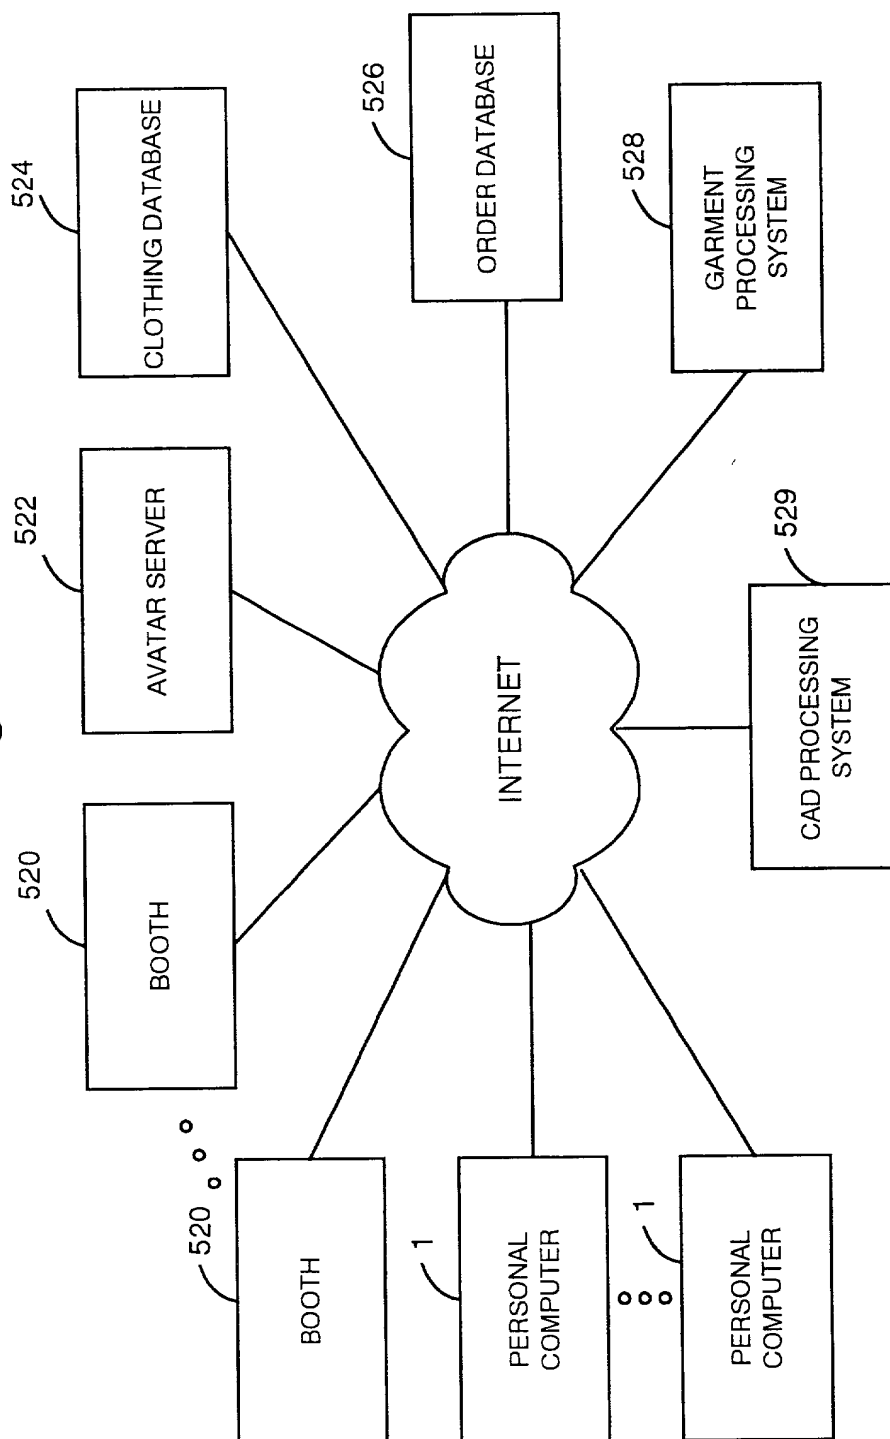 520
BOOTH
520
BOOTH
522
AVATAR SERVER
524
CLOTHING DATABASE
1
PERSONAL
COMPUTER
INTERNET
526
ORDER DATABASE
1
PERSONAL
COMPUTER
529
CAD PROCESSING
SYSTEM
528
GARMENT
PROCESSING
SYSTEM